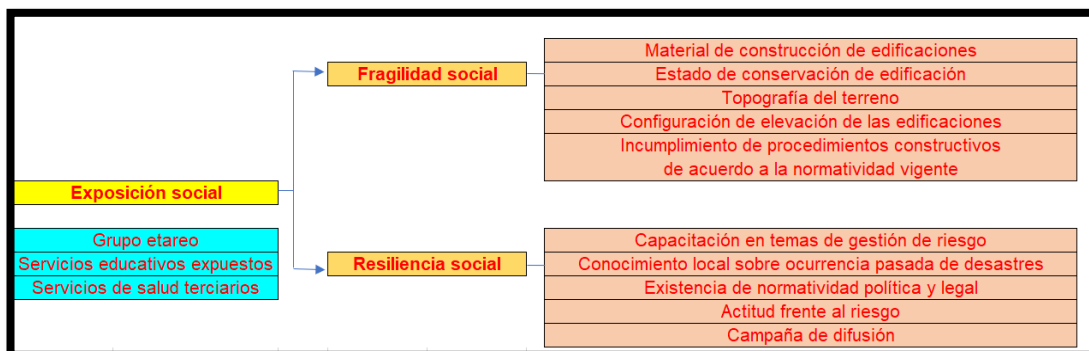 Exposición social
Grupo etareo
Servicios educativos expuestos
Servicios de salud terciarios
Fragilidad social
Material de construcción de edificaciones
Estado de conservación de edificación
Topografía del terreno
Configuración de elevación de las edificaciones
Incumplimiento de procedimientos constructivos
de acuerdo a la normatividad vigente
Resiliencia social
Capacitación en temas de gestión de riesgo
Conocimiento local sobre ocurrencia pasada de desastres
Existencia de normatividad política y legal
Actitud frente al riesgo
Campaña de difusión